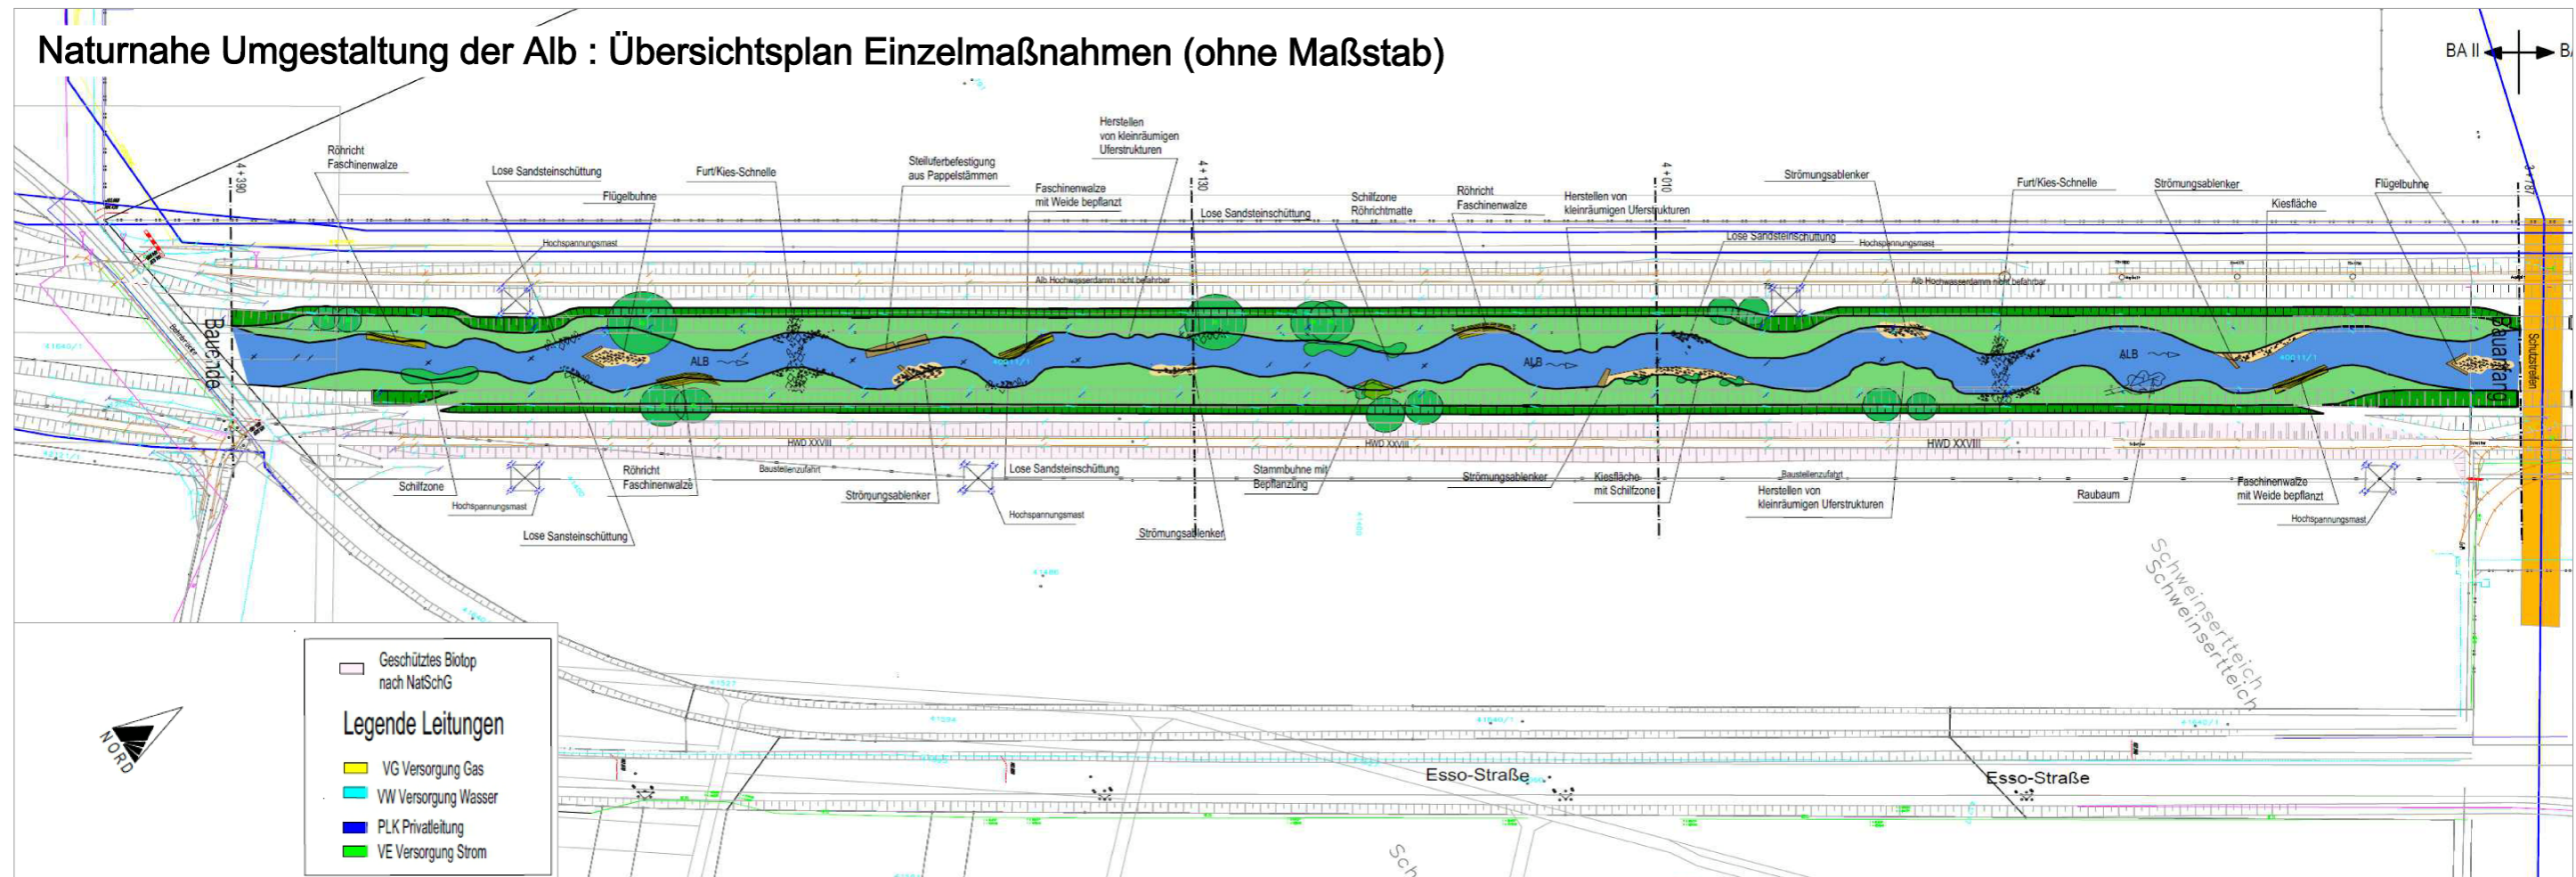 Naturnahe Umgestaltung der Alb : Übersichtsplan Einzelmaßnahmen (ohne Maßstab)
BA II
4 + 390
Röhricht
Faschinenwalze
Lose Sandsteinschüttung
Flügelbuhne
Furt/Kies-Schnelle
Steiluferbefestigung
aus Pappelstämmen
Faschinenwalze
mit Weide bepflanzt
Herstellen
von kleinräumigen
Uferstrukturen
4 + 130
Lose Sandsteinschüttung
Schilfzone
Röhrichtmatte
Röhricht
Faschinenwalze
Herstellen von
kleinräumigen Uferstrukturen
4 + 010
Lose Sandsteinschüttung
Strömungsablenker
Furt/Kies-Schnelle
Strömungsablenker
Kiesfläche
Flügelbuhne
3 + 787
Hochspannungsmast
Hochspannungsmast
Alb Hochwasserdamm nicht befahrbar
Alb Hochwasserdamm nicht befahrbar
Bauende
ALB
ALB
ALB
Bauanfang
Schutzstreifen
HWD XXVIII
HWD XXVIII
HWD XXVIII
Schilfzone
Hochspannungsmast
Lose Sansteinschüttung
Röhricht
Faschinenwalze
Baustellenzufahrt
Strömungsablenker
Lose Sandsteinschüttung
Hochspannungsmast
Strömungsablenker
Stammbuhne mit
Bepflanzung
Strömungsablenker
Kiesfläche
mit Schilfzone
Baustellenzufahrt
Herstellen von
kleinräumigen Uferstrukturen
Raubaum
Faschinenwalze
mit Weide bepflanzt
Hochspannungsmast
Schweinsertteich
Schweinsertteich
Geschütztes Biotop
nach NatSchG
Legende Leitungen
VG Versorgung Gas
VW Versorgung Wasser
PLK Privatleitung
VE Versorgung Strom
NORD
Esso-Straße
Esso-Straße